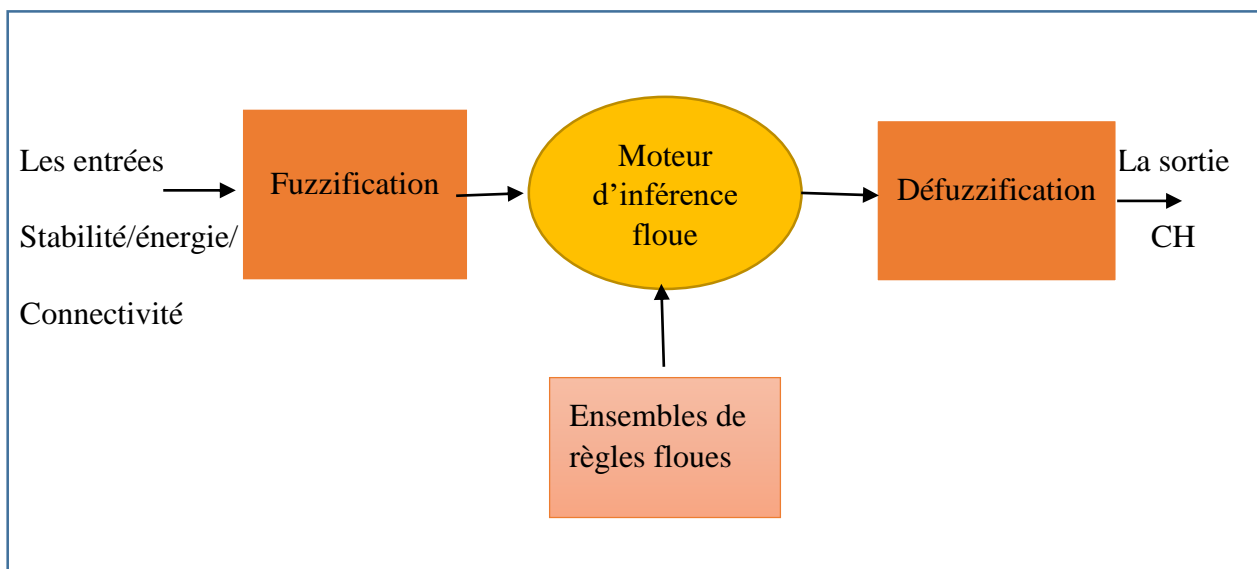 Les entrées
Stabilité/énergie/
Connectivité
Fuzzification
Moteur
d’inférence
floue
Ensembles de
règles floues
Défuzzification
La sortie
CH